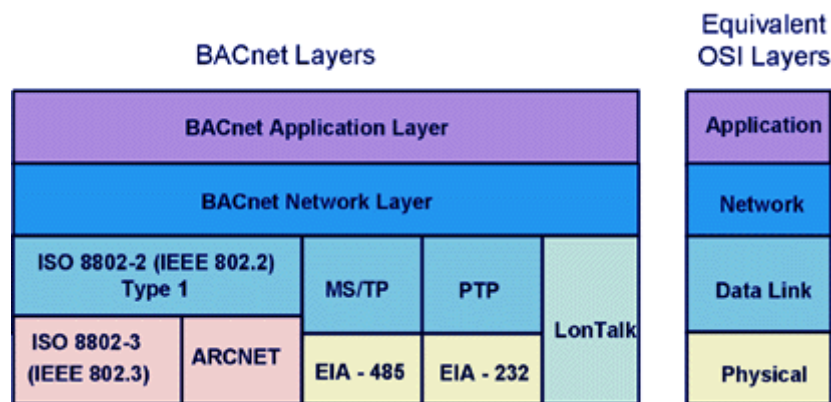 BACnet Layers
Equivalent
OSI Layers
BACnet Application Layer
Application
BACnet Network Layer
Network
ISO 8802-2 (IEEE 802.2)
Type 1
MS/TP
PTP
LonTalk
Data Link
ISO 8802-3
(IEEE 802.3)
ARCNET
EIA - 485
EIA - 232
Physical